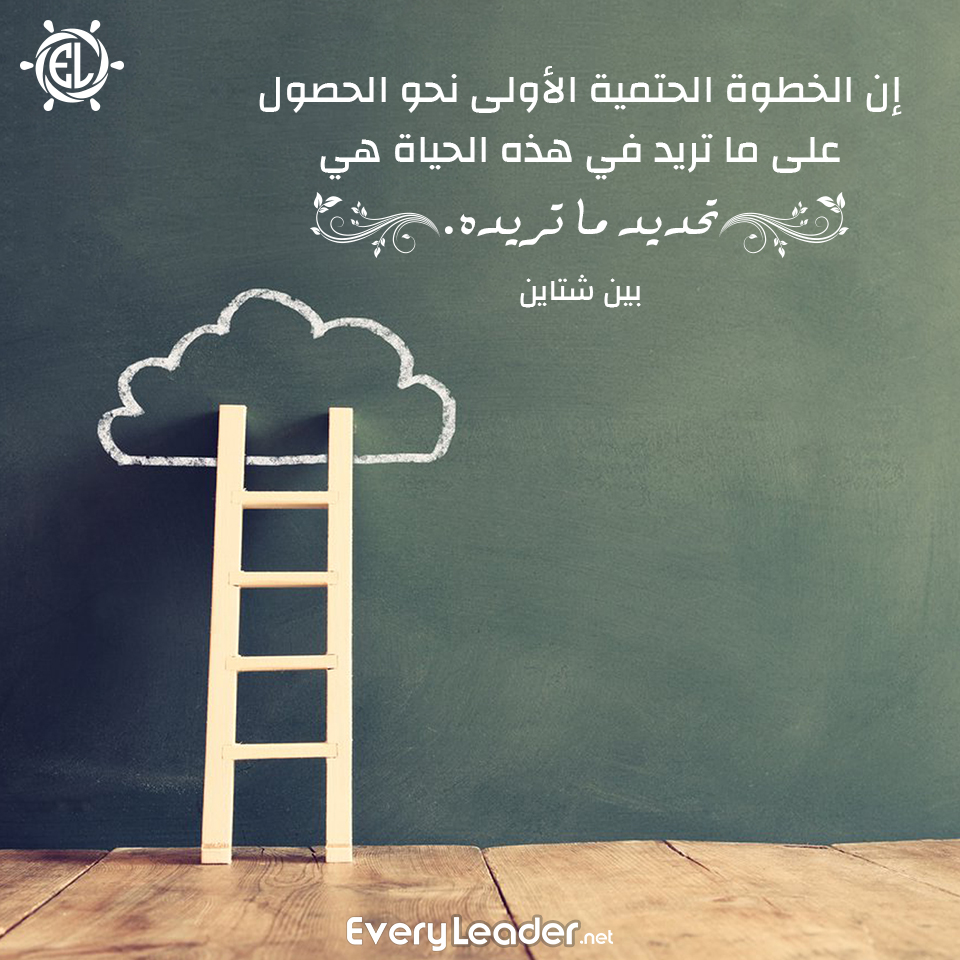 EL
إن الخطوة الحتمية الأولى نحو الحصول
على ما تريد في هذه الحياة هي
تحديد ما تريده.
بين شتاين
EveryLeader.net